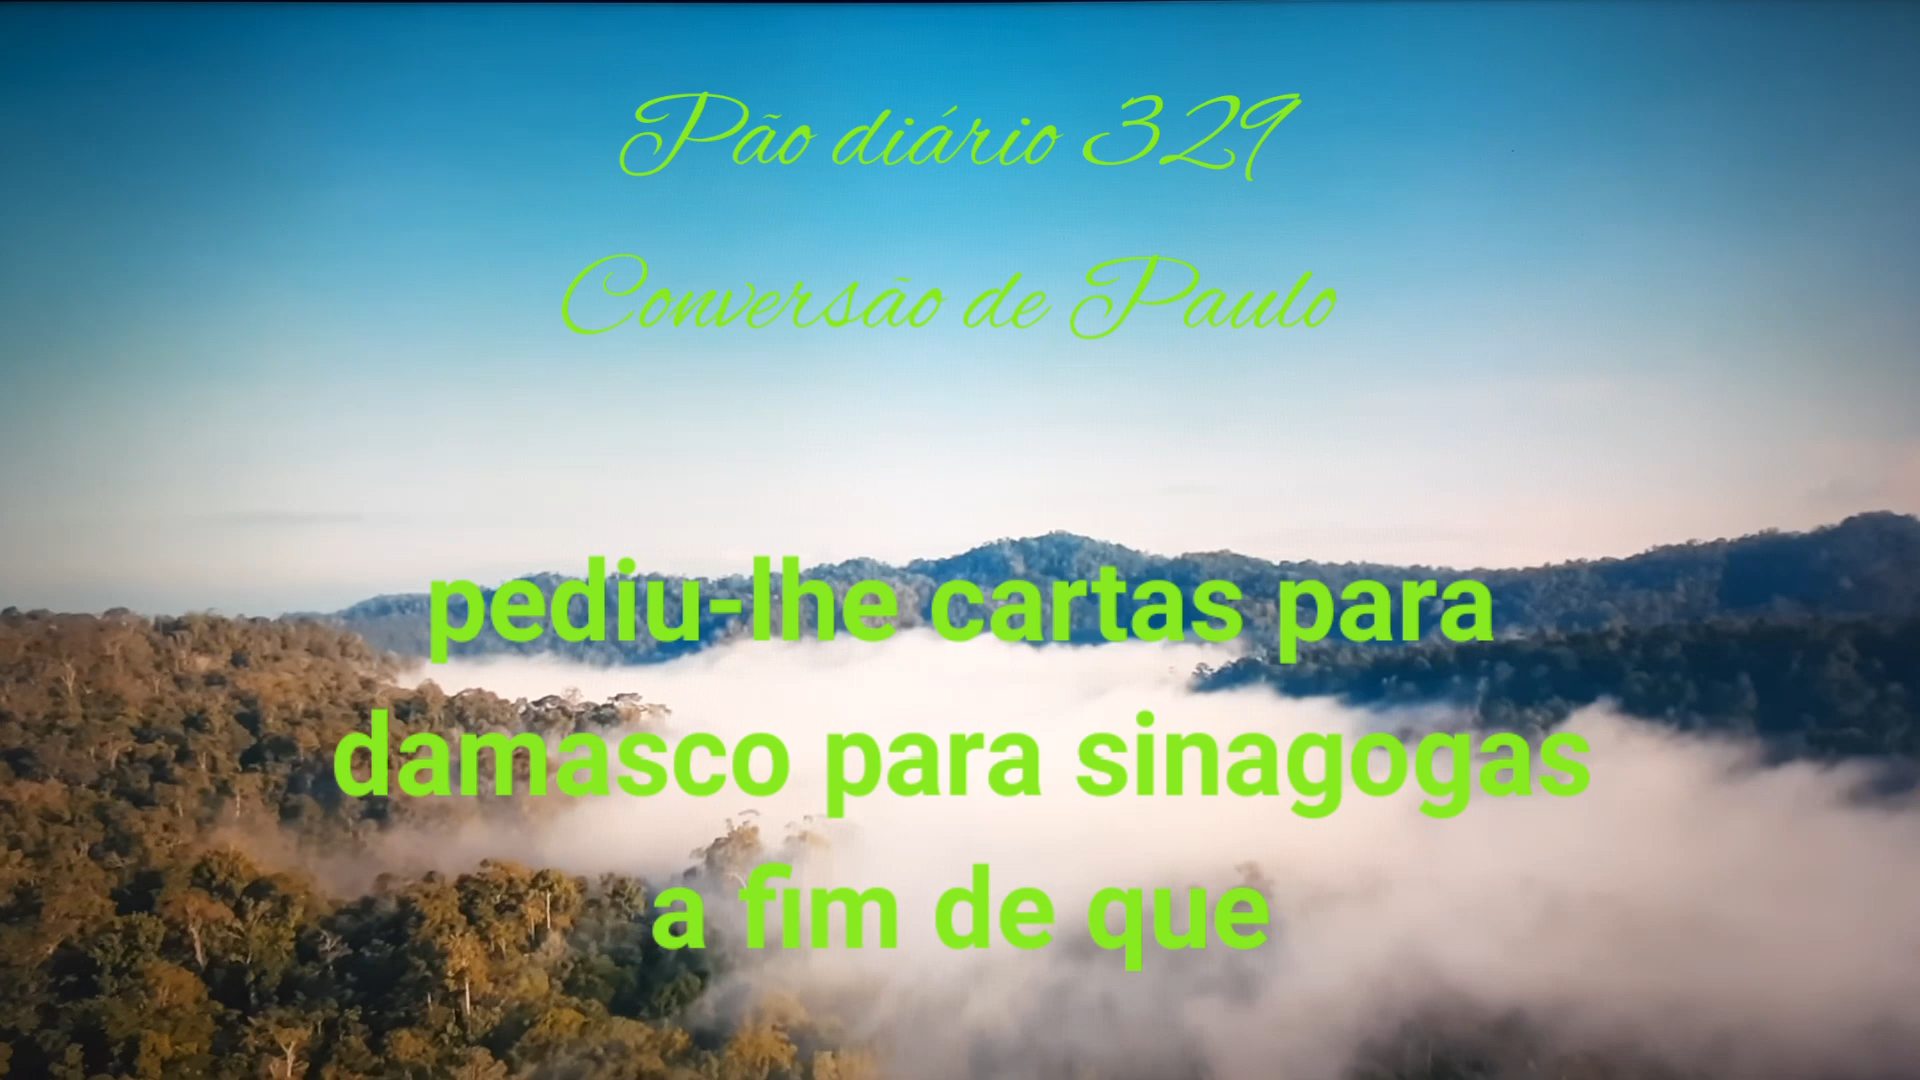 Pão diário 329
Conversão de Paulo
pediu-lhe cartas para
damasco para sinagogas
a fim de que